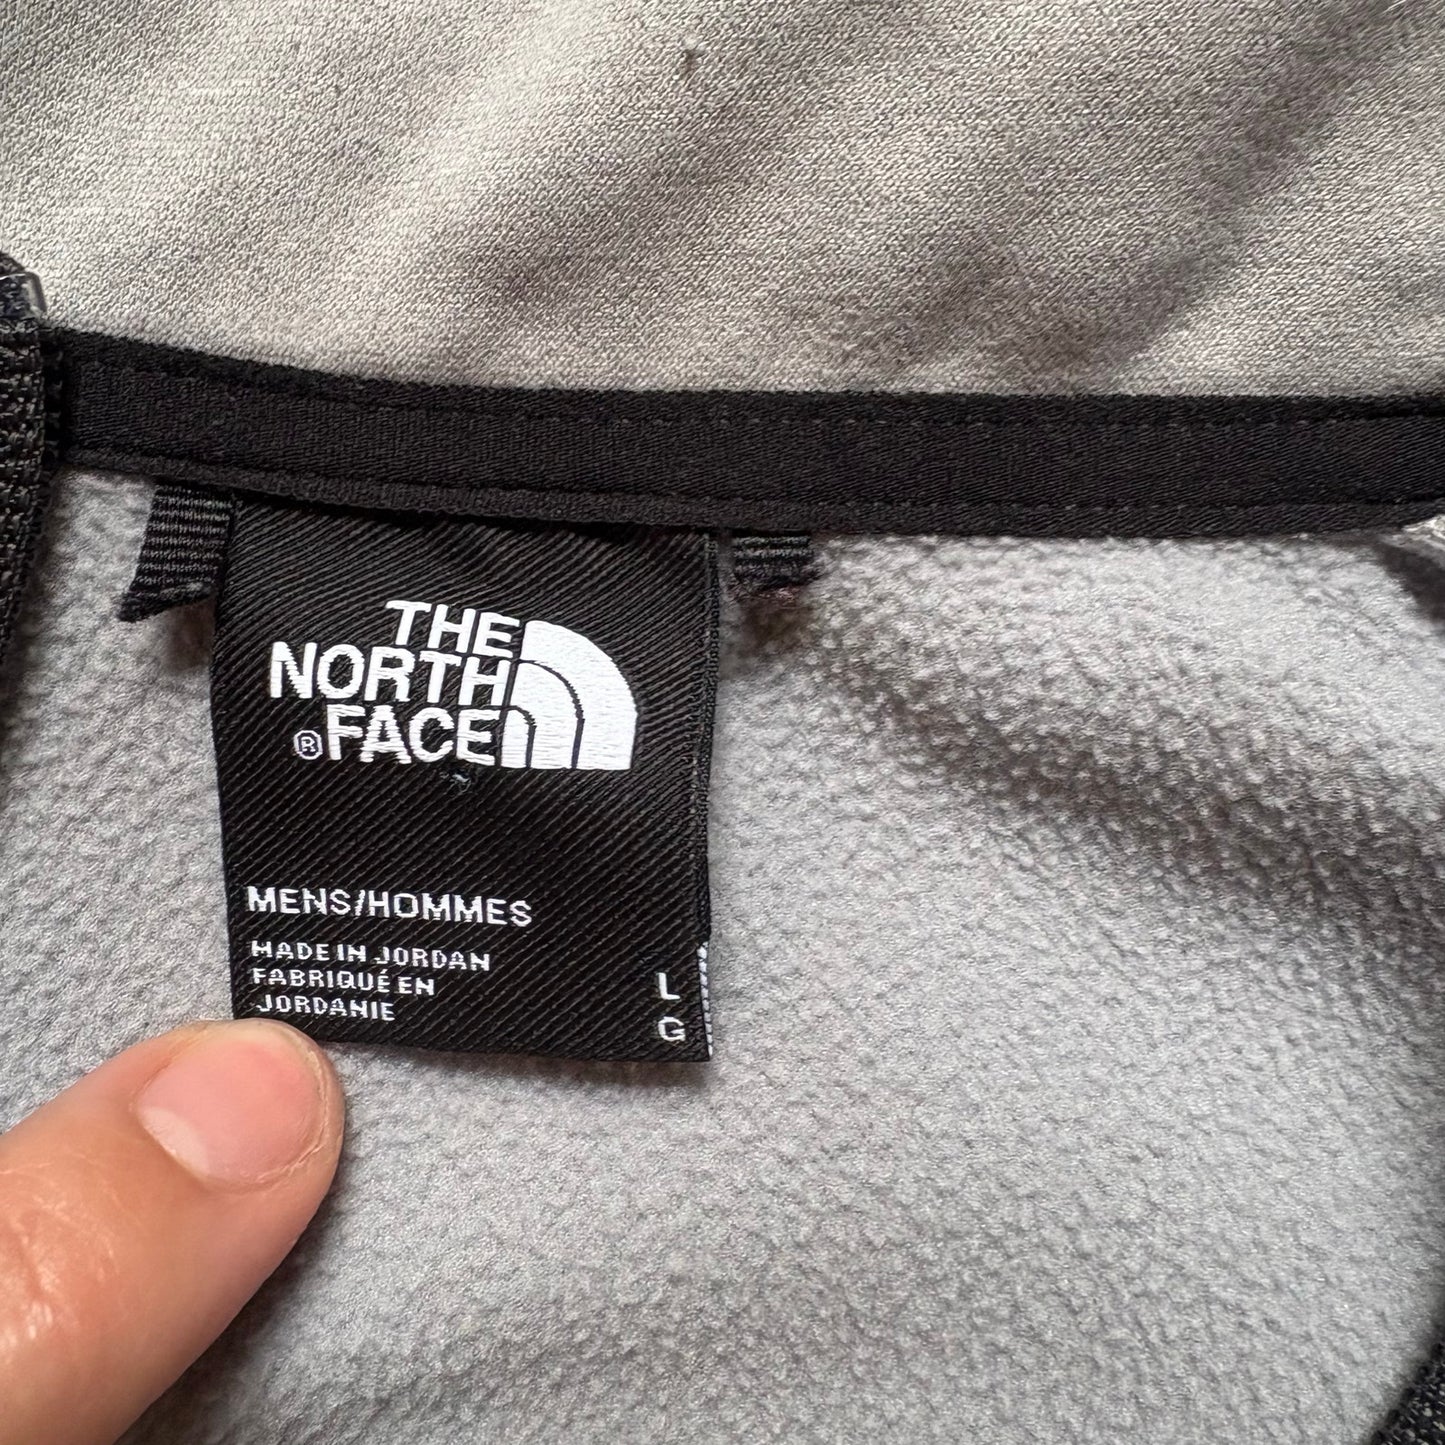 THE
NORTH
®FACE
MENS/HOMMES
MADE IN JORDAN
FABRIQUÉ EN
JORDANIE
L
G